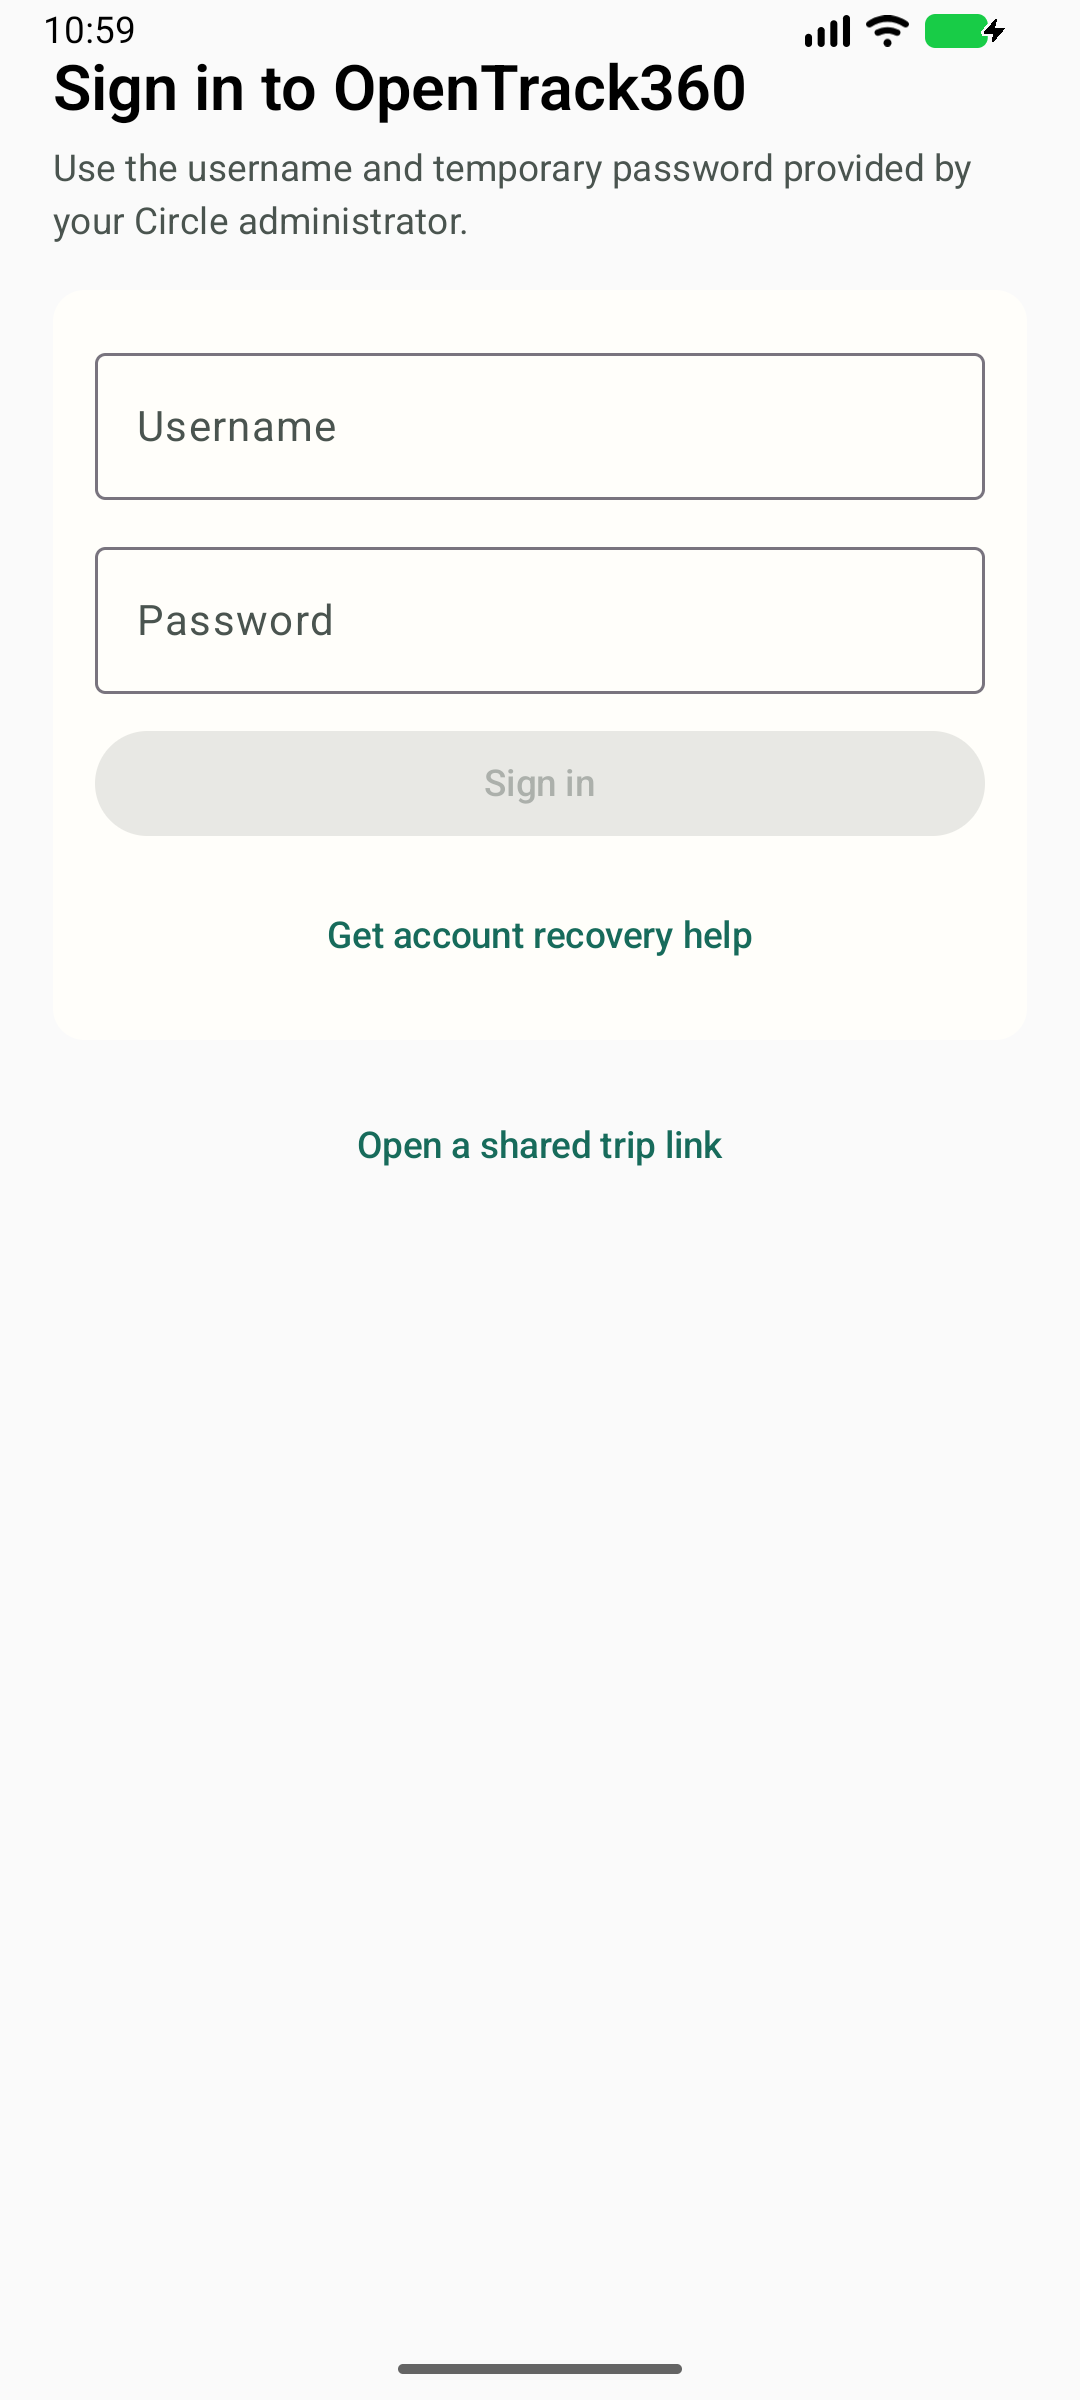 10:59
Sign in to OpenTrack360
Use the username and temporary password provided by
your Circle administrator.
Username
Password
Sign in
Get account recovery help
Open a shared trip link